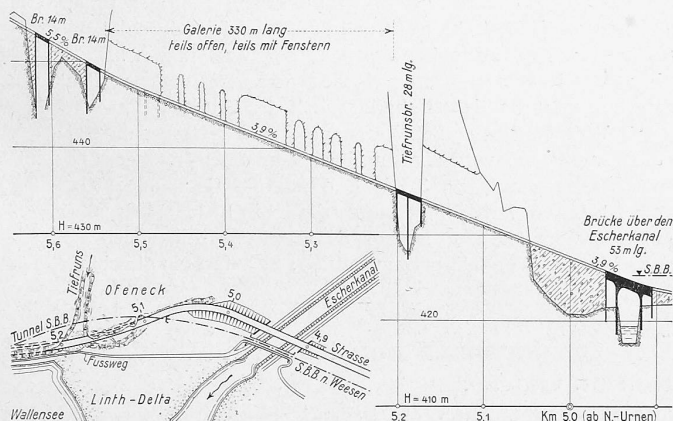 Br. 14m
5,5%
Br. 14m
Galerie 330 m lang
teils offen, teils mit Fenstern
Tiefrunsbr. 28 m lg.
440
3,9%
H = 430 m
5,6
5,5
5,4
5,3
Brücke über den
Escherkanal
53 m lg.
3,9%
S.B.B.
420
H = 410 m
5,2
5,1
Km 5,0 (ab N.-Urnen)
Tiefruns
Ofeneck
Escherkanal
5,0
5,1
5,2
Tunnel S.B.B.
4,9
Strasse
Fussweg
S.B.B. n. Weesen
Linth-Delta
Wallensee